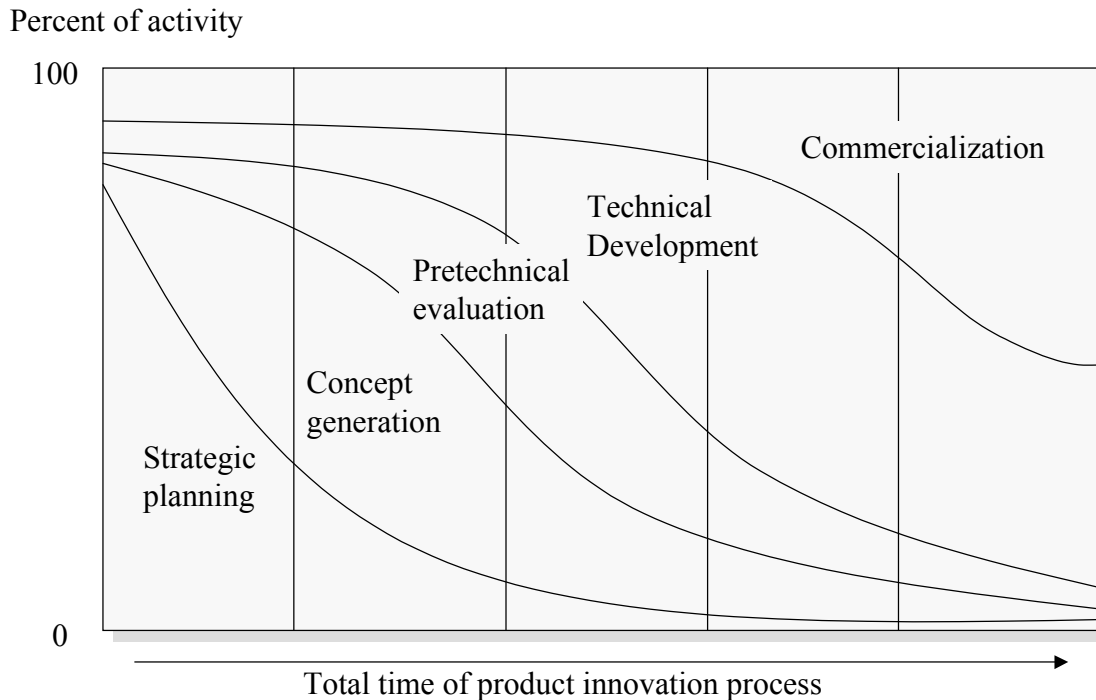 Percent of activity
100
Commercialization
Technical
Development
Pretechnical
evaluation
Concept
generation
Strategic
planning
0
Total time of product innovation process